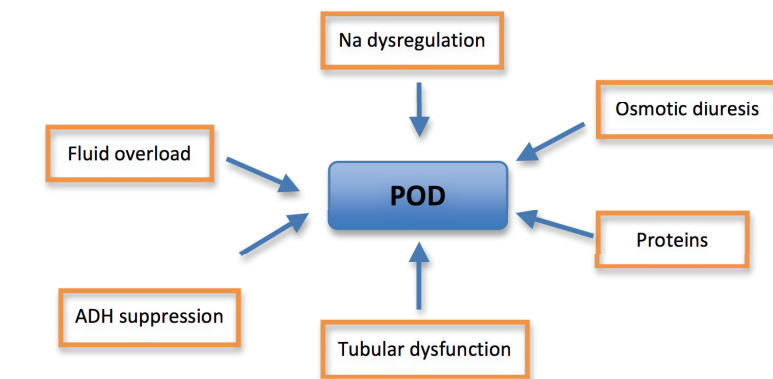 Na dysregulation
Osmotic diuresis
Fluid overload
POD
Proteins
ADH suppression
Tubular dysfunction